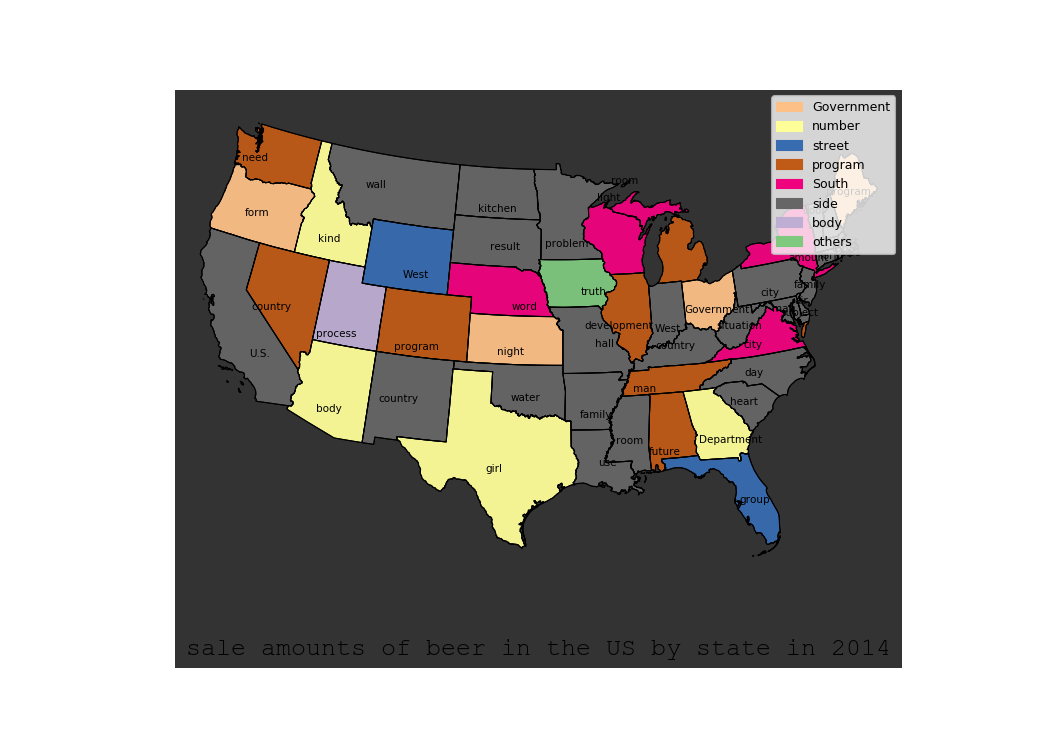 Government
number
street
program
South
side
body
others
need
form
kind
wall
kitchen
room
light
West
result
problem
truth
country
process
program
word
night
development
hall
West
country
Government
situation
city
family
city
U.S.
body
country
water
family
man
day
heart
girl
use
room
future
Department
group
sale amounts of beer in the US by state in 2014